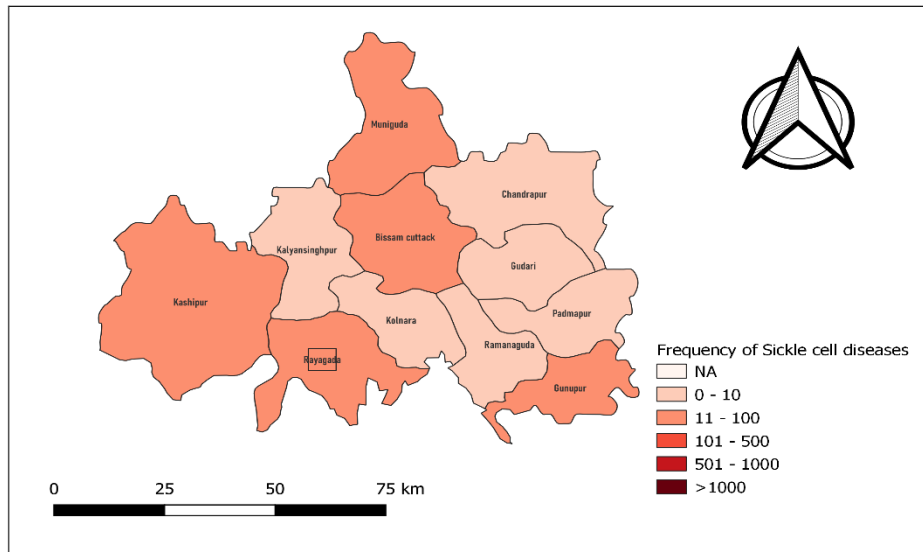 Muniguda
Chandrapur
Bissam cuttack
Kalyansinghpur
Gudari
Kashipur
Kolnara
Padmapur
Ramanaguda
Rayagada
Gunupur
Frequency of Sickle cell diseases
NA
0 - 10
11 - 100
101 - 500
501 - 1000
>1000
0 25 50 75 km